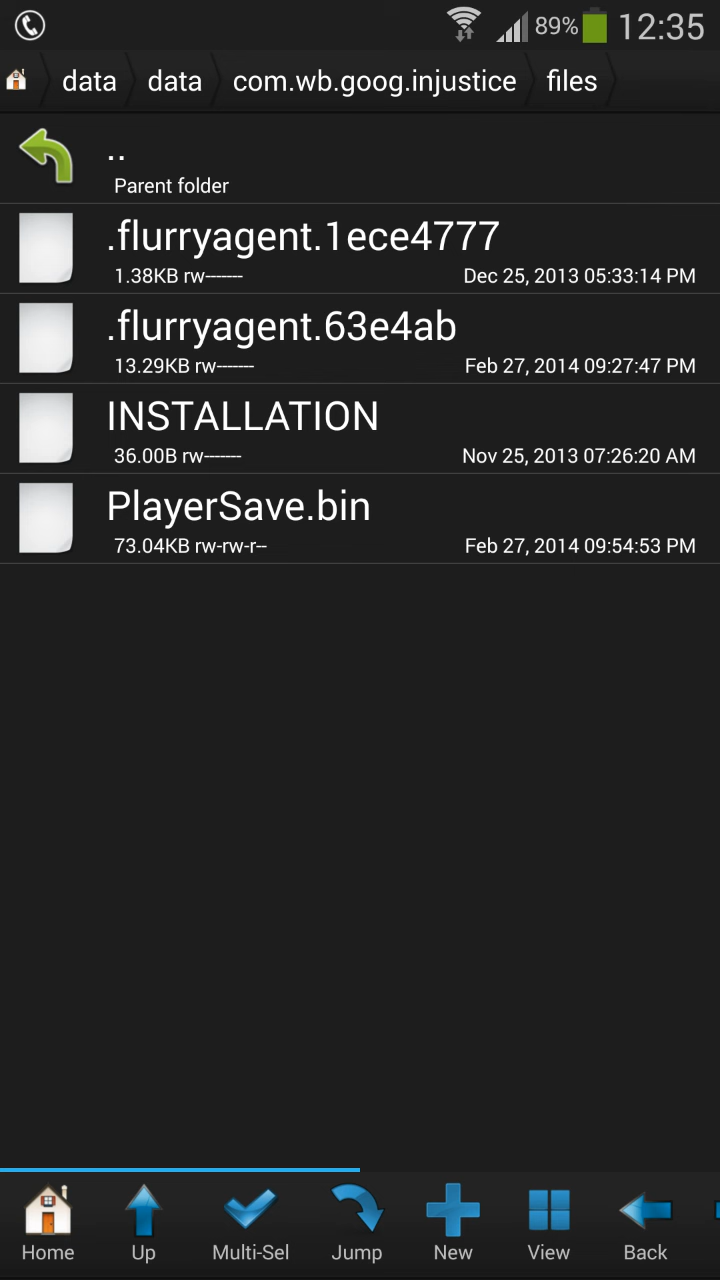 89% 12:35
data data com.wb.goog.injustice files
..
Parent folder
.flurryagent.1ece4777
1.38KB rw------- Dec 25, 2013 05:33:14 PM
.flurryagent.63e4ab
13.29KB rw------- Feb 27, 2014 09:27:47 PM
INSTALLATION
36.00B rw------- Nov 25, 2013 07:26:20 AM
PlayerSave.bin
73.04KB rw-rw-r-- Feb 27, 2014 09:54:53 PM
Home Up Multi-Sel Jump New View Back